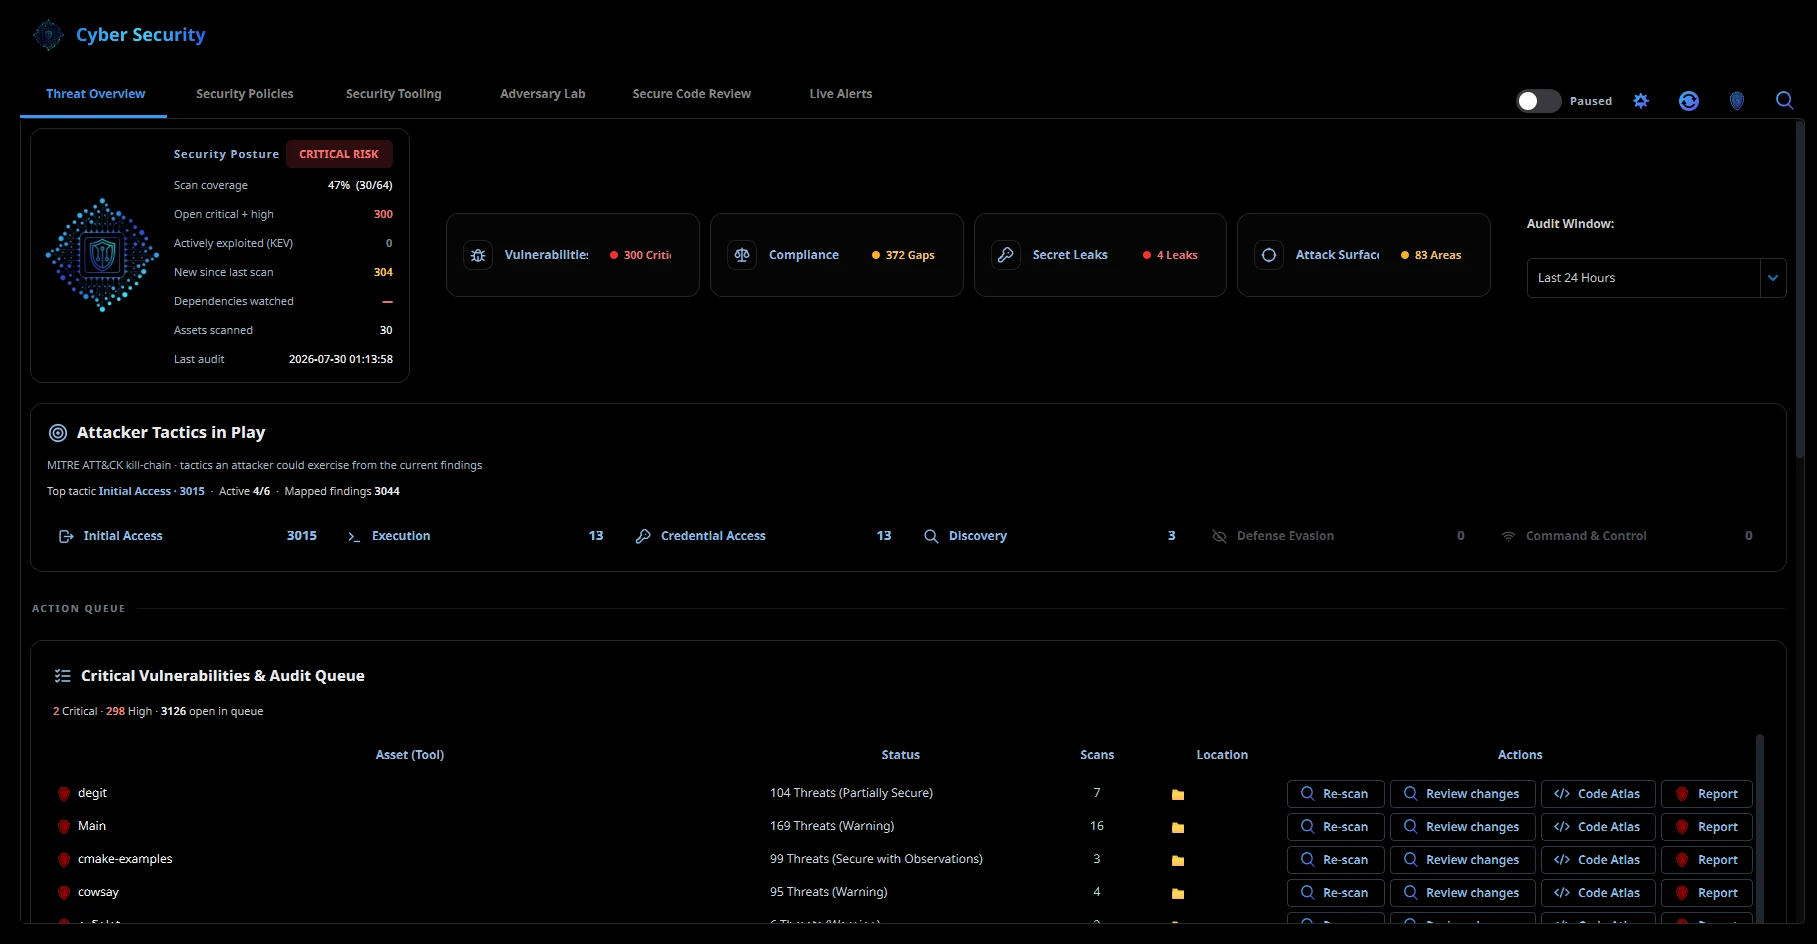 Cyber Security
Threat Overview
Security Policies
Security Tooling
Adversary Lab
Secure Code Review
Live Alerts
Paused
Security Posture CRITICAL RISK
Scan coverage 47% (30/64)
Open critical + high 300
Actively exploited (KEV) 0
New since last scan 304
Dependencies watched —
Assets scanned 30
Last audit 2026-07-30 01:13:58
Vulnerabilities 300 Criti
Compliance 372 Gaps
Secret Leaks 4 Leaks
Attack Surfac 83 Areas
Audit Window:
Last 24 Hours
Attacker Tactics in Play
MITRE ATT&CK kill-chain · tactics an attacker could exercise from the current findings
Top tactic Initial Access · 3015 · Active 4/6 · Mapped findings 3044
Initial Access 3015
Execution 13
Credential Access 13
Discovery 3
Defense Evasion 0
Command & Control 0
ACTION QUEUE
Critical Vulnerabilities & Audit Queue
2 Critical · 298 High · 3126 open in queue
Asset (Tool) Status Scans Location Actions
degit 104 Threats (Partially Secure) 7 Re-scan Review changes Code Atlas Report
Main 169 Threats (Warning) 16 Re-scan Review changes Code Atlas Report
cmake-examples 99 Threats (Secure with Observations) 3 Re-scan Review changes Code Atlas Report
cowsay 95 Threats (Warning) 4 Re-scan Review changes Code Atlas Report